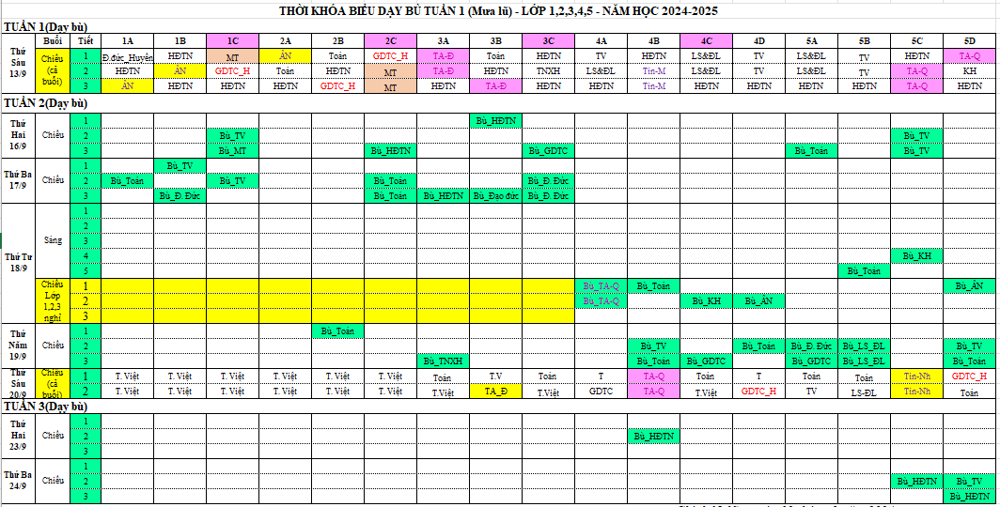 THỜI KHÓA BIỂU DẠY BÙ TUẦN 1 (Mưa lũ) - LỚP 1,2,3,4,5 - NĂM HỌC 2024-2025
TUẦN 1(Dạy bù)
Buổi Tiết 1A 1B 1C 2A 2B 2C 3A 3B 3C 4A 4B 4C 4D 5A 5B 5C 5D
Thứ Sáu 13/9 Chiều (cả buổi) 1 Đ.đức_Huyền HĐTN MT ÂN Toán GDTC_H TA-Đ Toán HĐTN TV HĐTN LS&ĐL TV LS&ĐL TV HĐTN TA-Q
2 HĐTN ÂN GDTC_H Toán HĐTN MT TA-Đ HĐTN TNXH LS&ĐL Tin-M LS&ĐL TV LS&ĐL TV TA-Q KH
3 ÂN HĐTN HĐTN HĐTN GDTC_H MT HĐTN TA-Đ HĐTN HĐTN Tin-M HĐTN HĐTN HĐTN HĐTN TA-Q HĐTN
TUẦN 2(Dạy bù)
Thứ Hai 16/9 Chiều 1 Bù_HĐTN
2 Bù_TV Bù_TV
3 Bù_MT Bù_HĐTN Bù_GDTC Bù_Toán Bù_TV
Thứ Ba 17/9 Chiều 1 Bù_TV
2 Bù_Toán Bù_TV Bù_Toán Bù_Đ. Đức
3 Bù_Đ. Đức Bù_Toán Bù_HĐTN Bù_Đạo đức Bù_Đ. Đức
Thứ Tư 18/9 Sáng 1
2
3
4 Bù_KH
5 Bù_Toán
Chiều Lớp 1,2,3 nghỉ 1 Bù_TA-Q Bù_Toán Bù_ÂN
2 Bù_TA-Q Bù_KH Bù_ÂN
3
Thứ Năm 19/9 Chiều 1 Bù_Toán
2 Bù_TV Bù_Toán Bù_Đ. Đức Bù_LS_ĐL Bù_TV
3 Bù_TNXH Bù_Toán Bù_GDTC Bù_GDTC Bù_LS_ĐL Bù_Toán
Thứ Sáu 20/9 Chiều (cả buổi) 1 T. Việt T. Việt T. Việt T. Việt T. Việt T. Việt Toán T.V Toán T TA-Q Toán T Toán Toán Tin-Nh GDTC_H
2 T. Việt T. Việt T. Việt T. Việt T. Việt T. Việt T.Việt TA_Đ T.Việt GDTC TA-Q T.Việt GDTC_H TV LS-ĐL Tin-Nh Toán
TUẦN 3(Dạy bù)
Thứ Hai 23/9 Chiều 1
2 Bù_HĐTN
3
Thứ Ba 24/9 Chiều 1
2 Bù_HĐTN Bù_TV
3 Bù_HĐTN